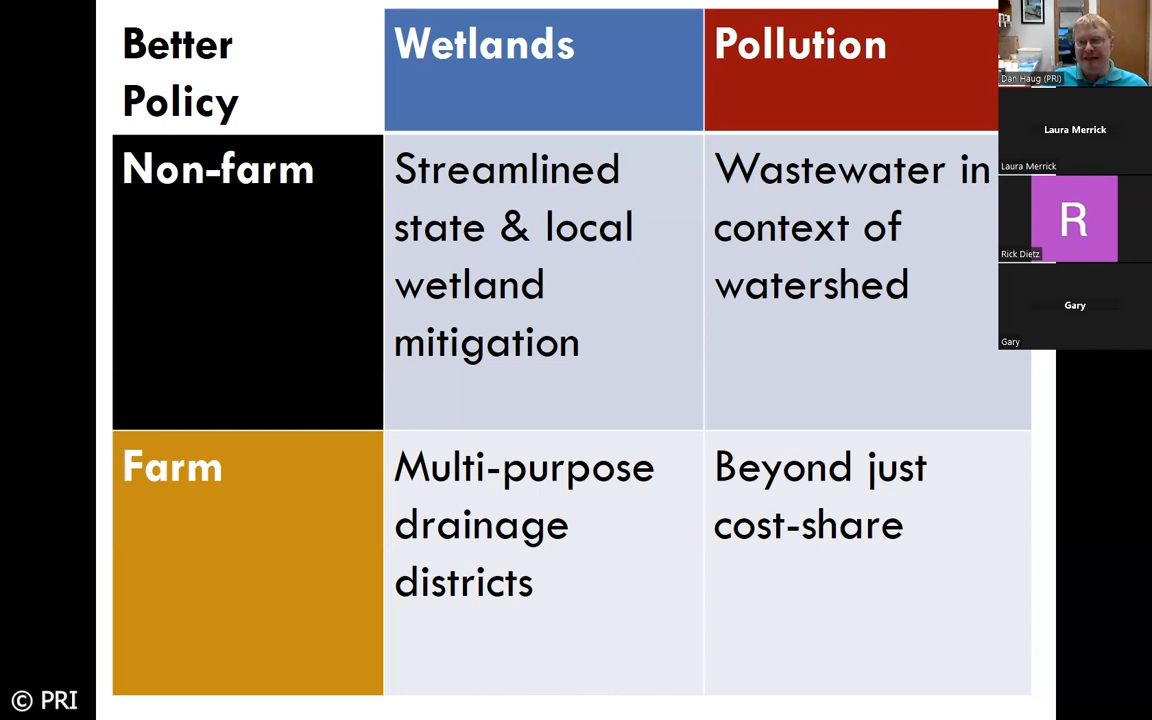 Better
Policy
Wetlands
Pollution
Non-farm
Streamlined
state & local
wetland
mitigation
Wastewater in
context of
watershed
Farm
Multi-purpose
drainage
districts
Beyond just
cost-share
Dan Haug (PRI)
Laura Merrick
Laura Merrick
R
Rick Dietz
Gary
Gary
© PRI